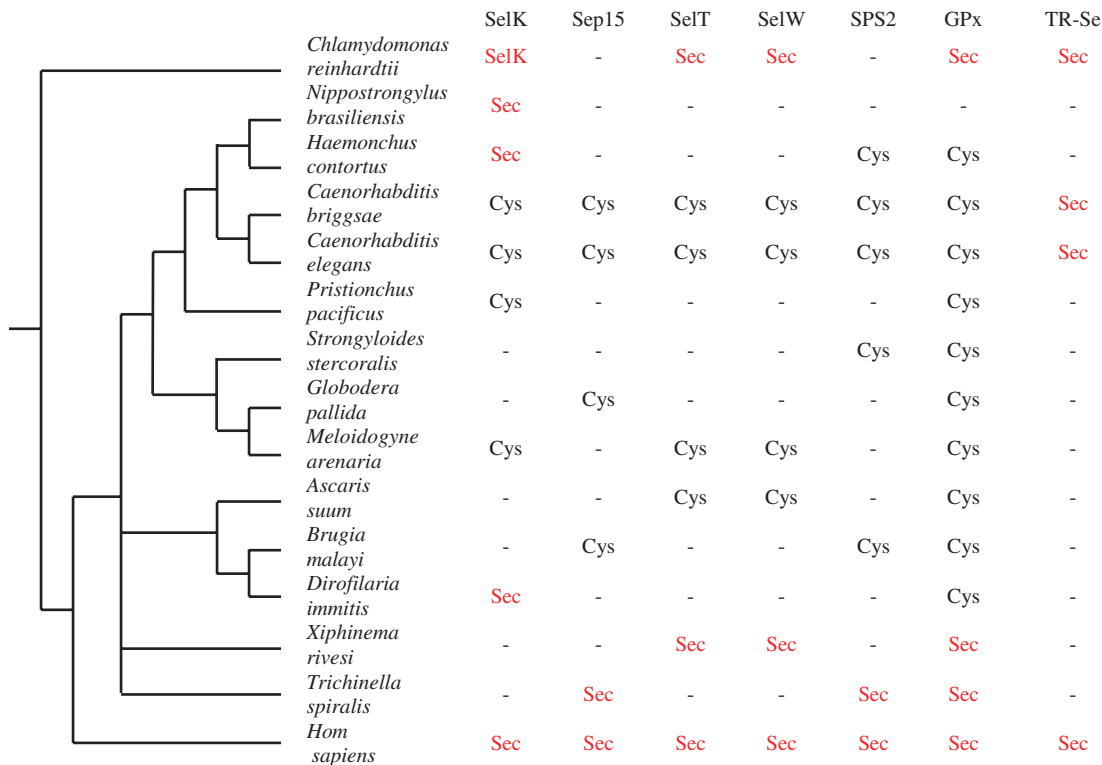 SelK Sep15 SelT SelW SPS2 GPx TR-Se
Chlamydomonas
reinhardtii SelK - Sec Sec - Sec Sec
Nippostrongylus
brasiliensis Sec - - - - - -
Haemonchus
contortus Sec - - - Cys Cys -
Caenorhabditis
briggsae Cys Cys Cys Cys Cys Cys Sec
Caenorhabditis
elegans Cys Cys Cys Cys Cys Cys Sec
Pristionchus
pacificus Cys - - - - Cys -
Strongyloides
stercoralis - - - - Cys Cys -
Globodera
pallida - Cys - - - Cys -
Meloidogyne
arenaria Cys - Cys Cys - Cys -
Ascaris
suum - - Cys Cys - Cys -
Brugia
malayi - Cys - - Cys Cys -
Dirofilaria
immitis Sec - - - - Cys -
Xiphinema
rivesi - - Sec Sec - Sec -
Trichinella
spiralis - Sec - - Sec Sec -
Hom
sapiens Sec Sec Sec Sec Sec Sec Sec